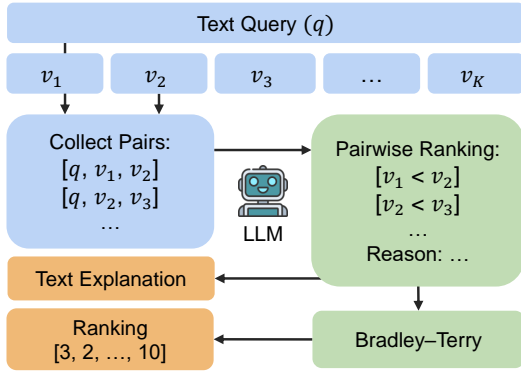 Text Query (q)
v₁ v₂ v₃ … v_K
Collect Pairs:
[q, v₁, v₂]
[q, v₂, v₃]
…
LLM
Pairwise Ranking:
[v₁ < v₂]
[v₂ < v₃]
…
Reason: …
Text Explanation
Ranking
[3, 2, …, 10]
Bradley–Terry